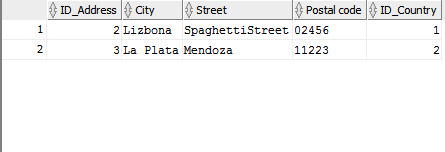 ID_Address City Street Postal code ID_Country
1 2 Lizbona SpaghettiStreet 02456 1
2 3 La Plata Mendoza 11223 2